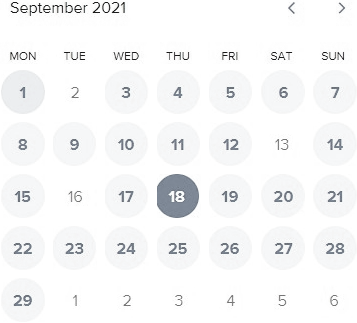 September 2021
MON TUE WED THU FRI SAT SUN
1 2 3 4 5 6 7
8 9 10 11 12 13 14
15 16 17 18 19 20 21
22 23 24 25 26 27 28
29 1 2 3 4 5 6